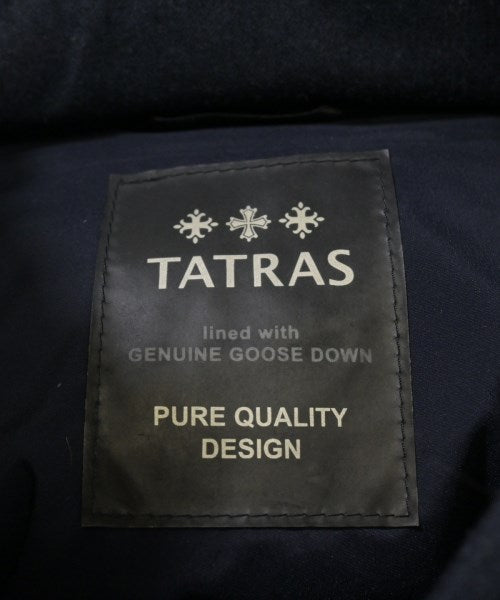 TATRAS
lined with
GENUINE GOOSE DOWN
PURE QUALITY
DESIGN